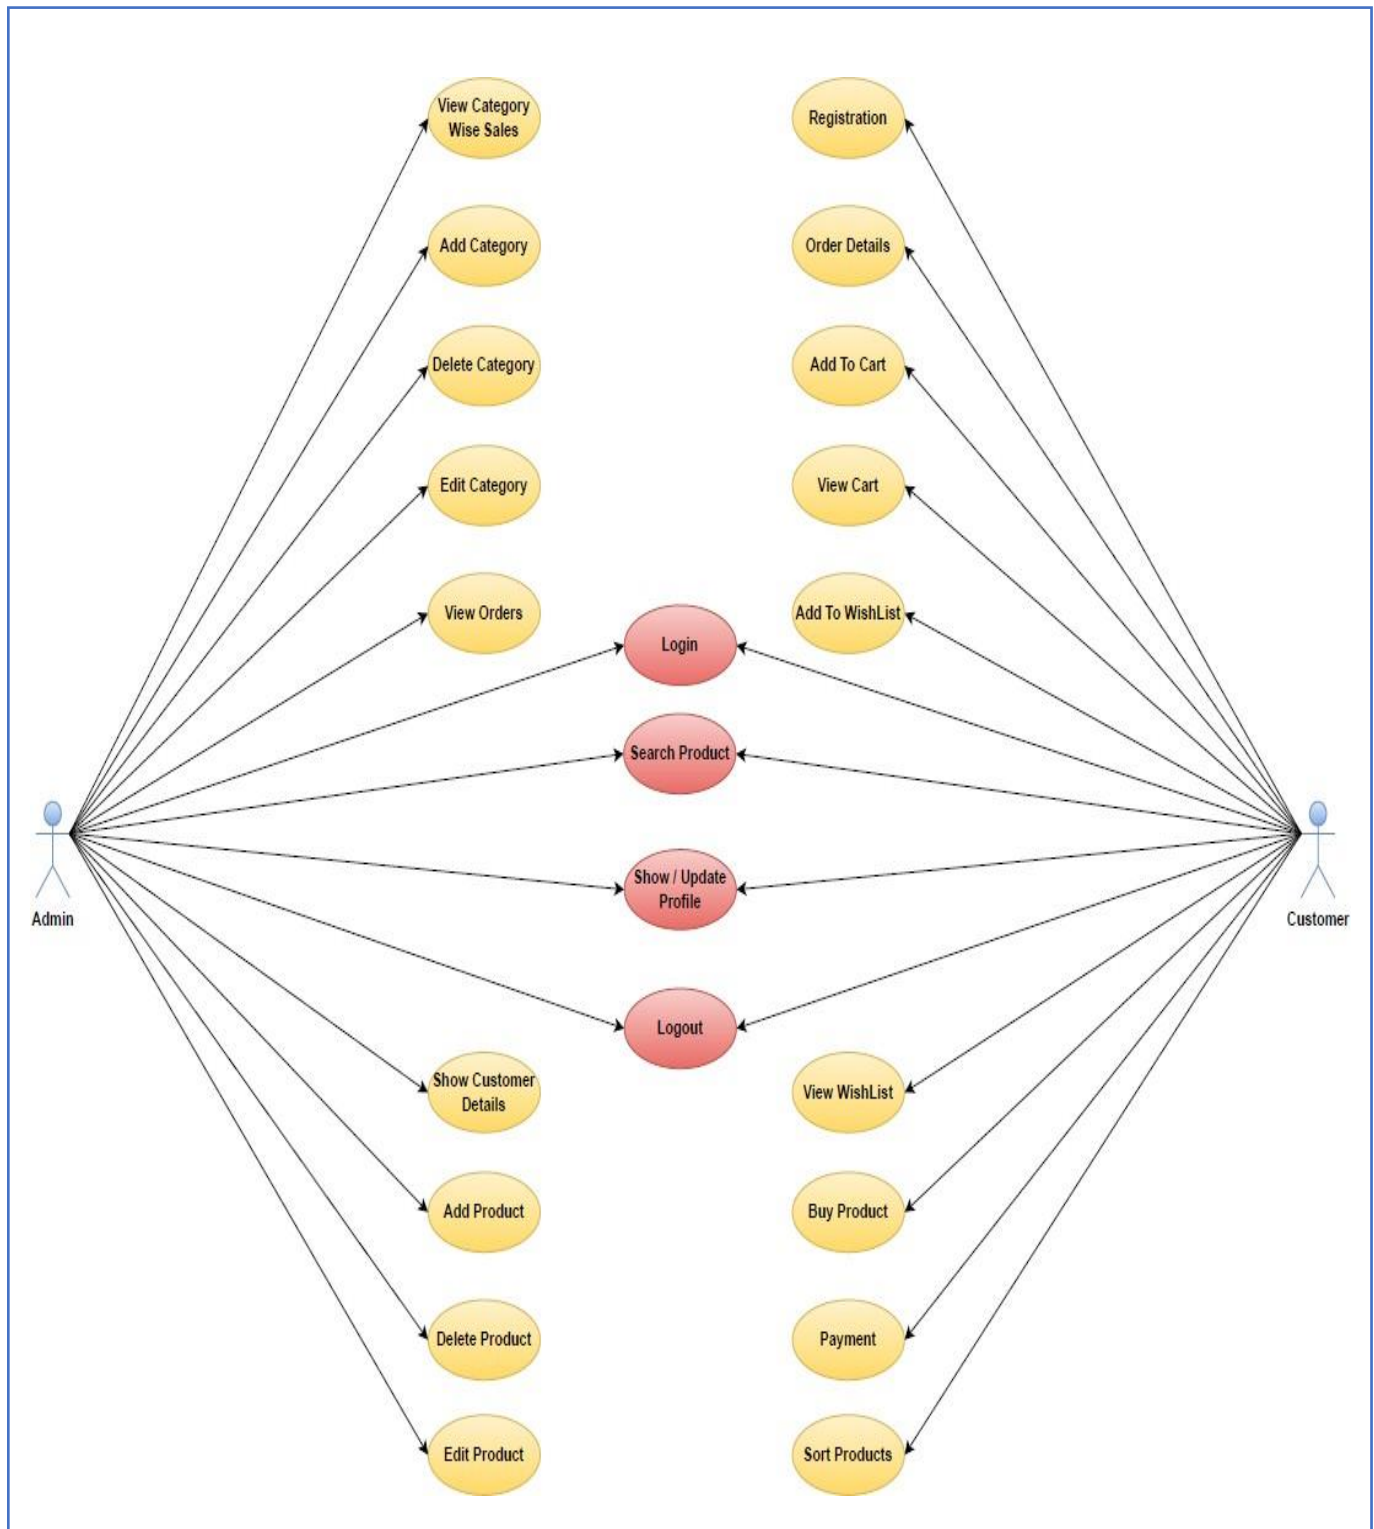 View Category
Wise Sales
Registration
Add Category
Order Details
Delete Category
Add To Cart
Edit Category
View Cart
View Orders
Add To WishList
Login
Search Product
Show / Update
Profile
Admin
Customer
Logout
Show Customer
Details
View WishList
Add Product
Buy Product
Delete Product
Payment
Edit Product
Sort Products